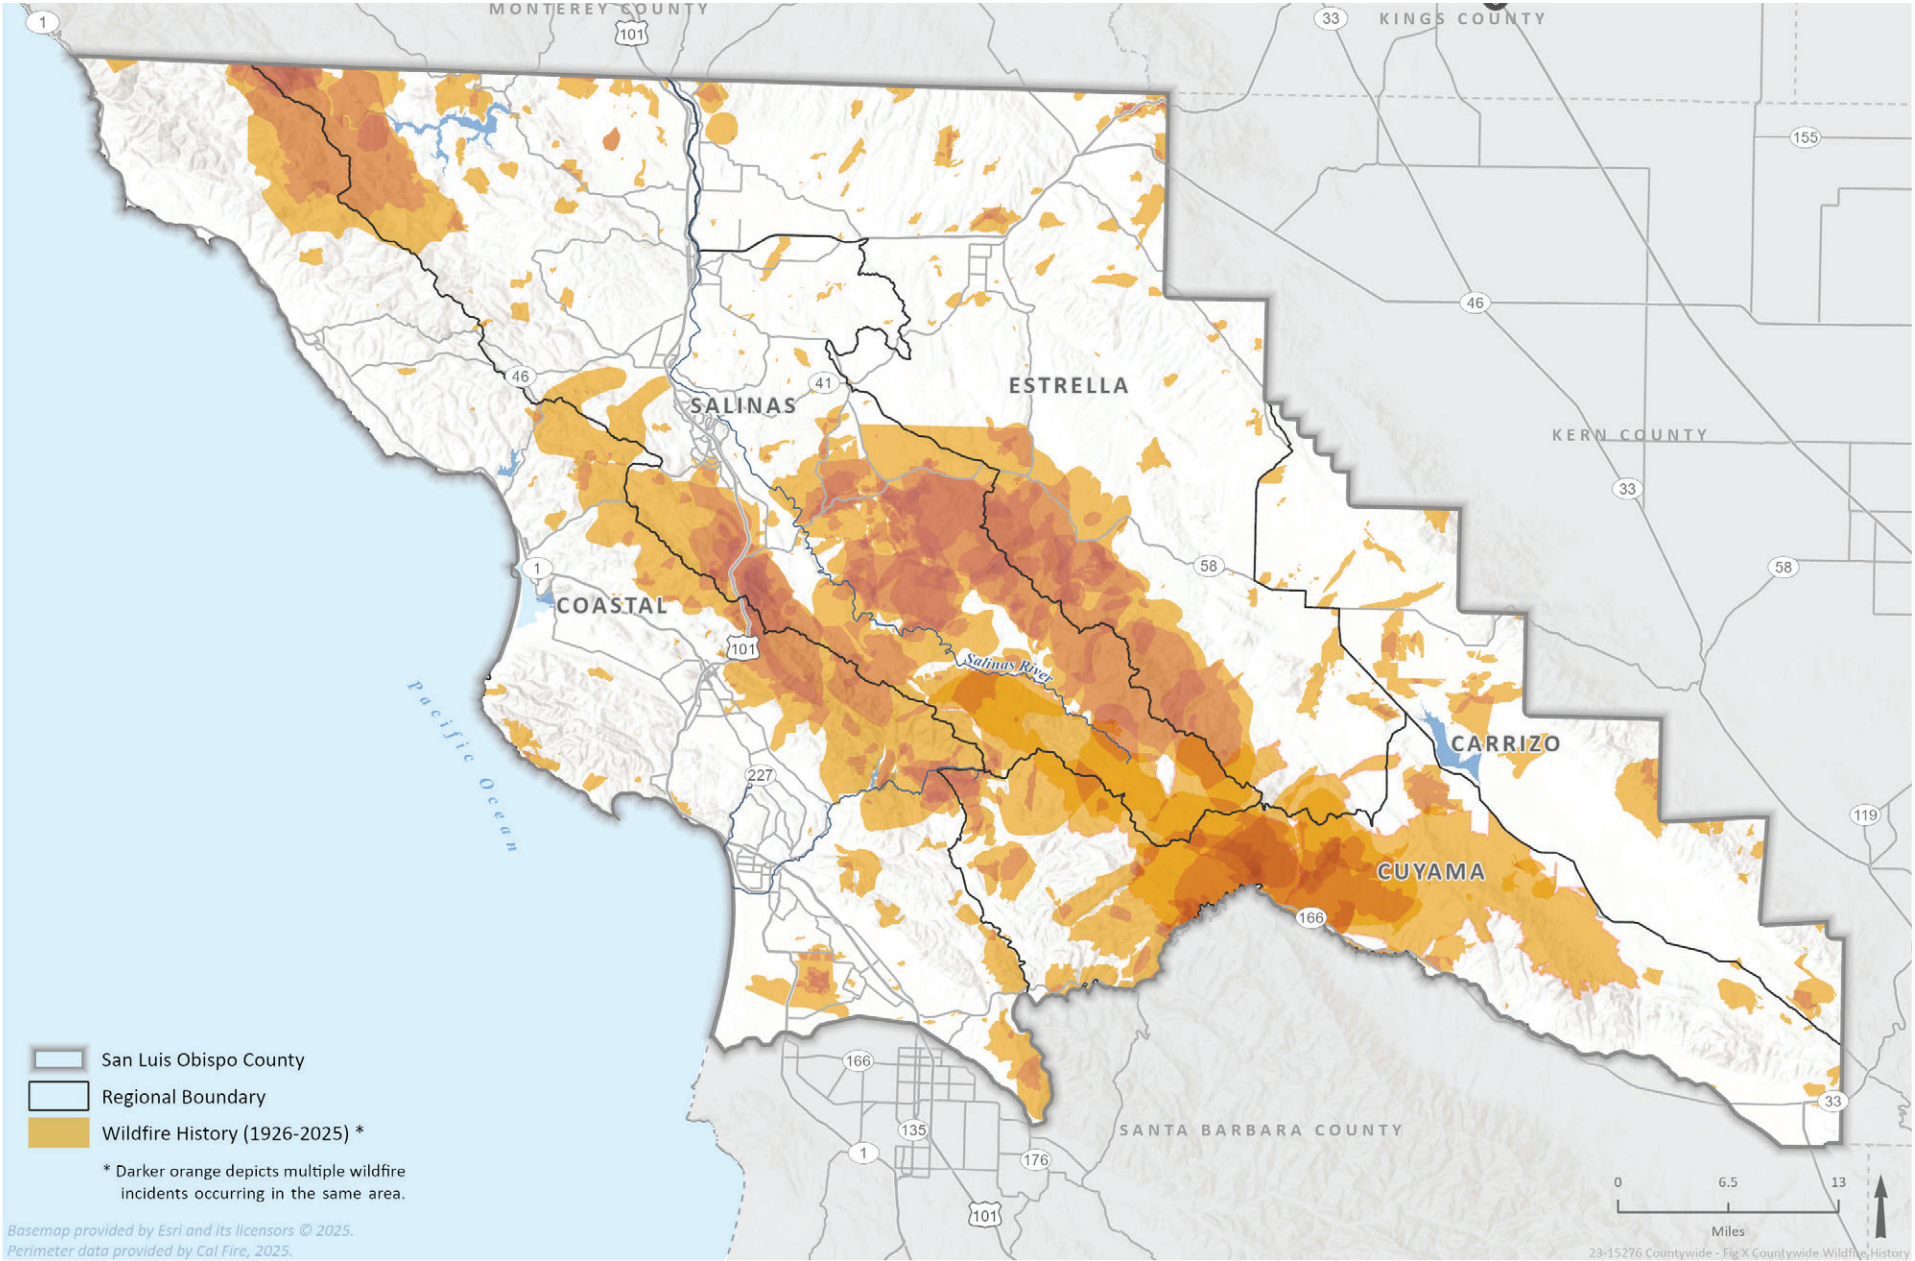 MONTEREY COUNTY
KINGS COUNTY
1
101
33
155
46
46
41
SALINAS
ESTRELLA
KERN COUNTY
33
58
58
1
COASTAL
101
Salinas River
Pacific Ocean
CARRIZO
227
119
CUYAMA
166
San Luis Obispo County
Regional Boundary
Wildfire History (1926-2025) *
* Darker orange depicts multiple wildfire
incidents occurring in the same area.
166
135
1
176
101
SANTA BARBARA COUNTY
33
0 6.5 13
Miles
Basemap provided by Esri and its licensors © 2025.
Perimeter data provided by Cal Fire, 2025.
23-15276 Countywide - Fig X Countywide Wildfire History